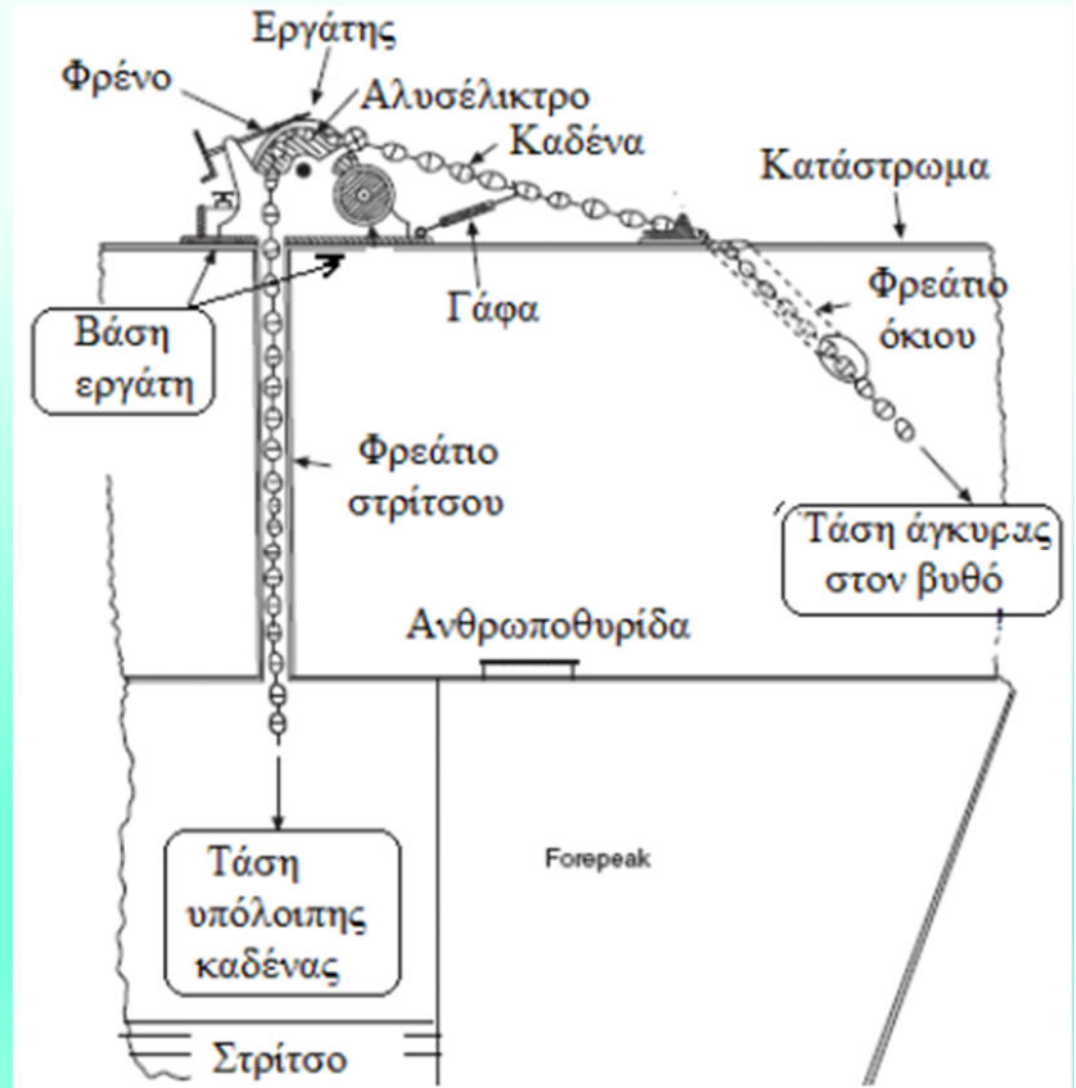 Εργάτης
Φρένο
Αλυσέλικτρο
Καδένα
Κατάστρωμα
Φρεάτιο
όκιου
Γάφα
Βάση
εργάτη
Φρεάτιο
στρίτσου
Τάση άγκυρας
στον βυθό
Ανθρωποθυρίδα
Τάση
υπόλοιπης
καδένας
Forepeak
Στρίτσο